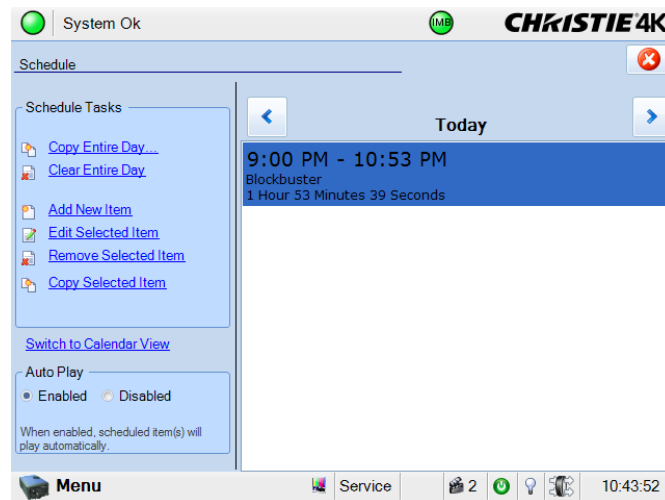 System Ok
IMB
CHRISTIE 4K
Schedule
Schedule Tasks
Copy Entire Day...
Clear Entire Day
Add New Item
Edit Selected Item
Remove Selected Item
Copy Selected Item
Switch to Calendar View
Auto Play
Enabled
Disabled
When enabled, scheduled item(s) will
play automatically.
Today
9:00 PM - 10:53 PM
Blockbuster
1 Hour 53 Minutes 39 Seconds
Menu
Service
2
10:43:52